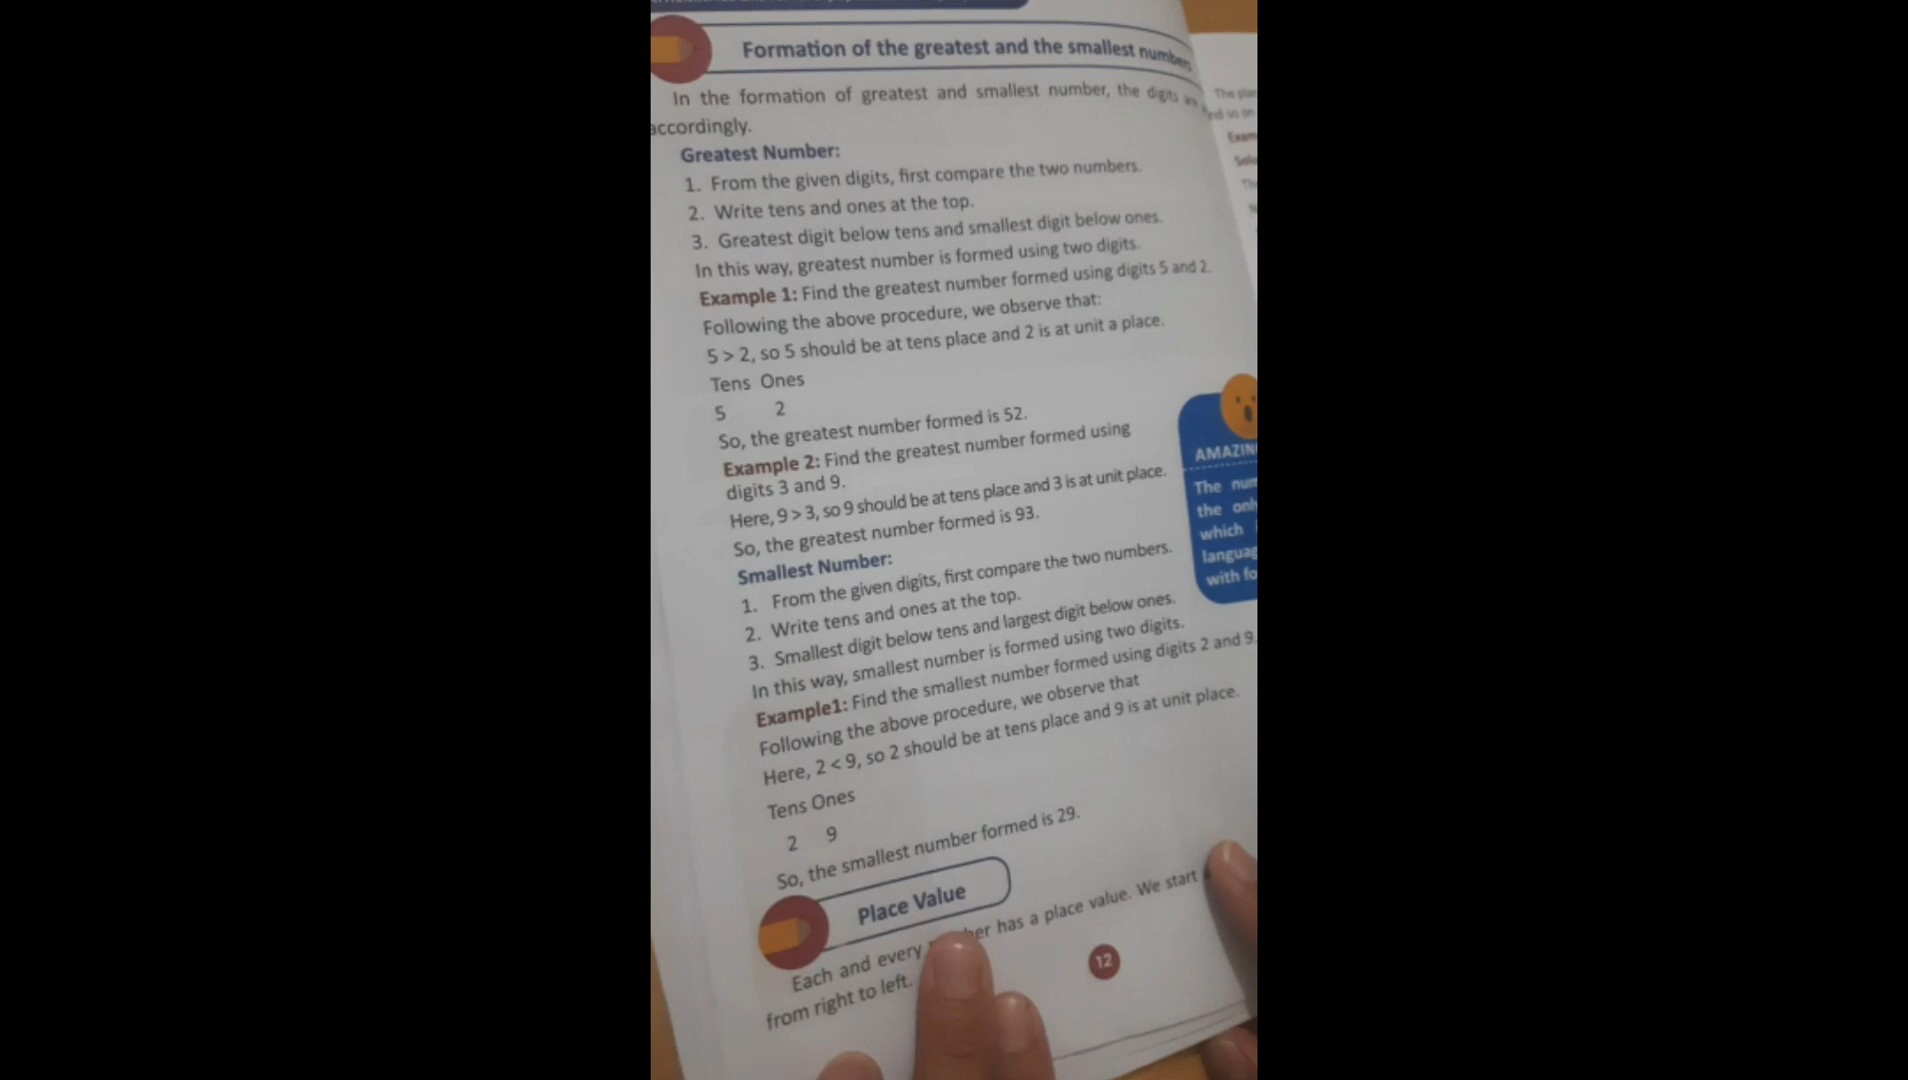 Formation of the greatest and the smallest numbers
In the formation of greatest and smallest number, the digits are
accordingly.
Greatest Number:
1. From the given digits, first compare the two numbers.
2. Write tens and ones at the top.
3. Greatest digit below tens and smallest digit below ones.
In this way, greatest number is formed using two digits.
Example 1: Find the greatest number formed using digits 5 and 2.
Following the above procedure, we observe that:
5 > 2, so 5 should be at tens place and 2 is at unit a place.
Tens Ones
5 2
So, the greatest number formed is 52.
Example 2: Find the greatest number formed using
digits 3 and 9.
Here, 9 > 3, so 9 should be at tens place and 3 is at unit place.
So, the greatest number formed is 93.
Smallest Number:
1. From the given digits, first compare the two numbers.
2. Write tens and ones at the top.
3. Smallest digit below tens and largest digit below ones.
In this way, smallest number is formed using two digits.
Example1: Find the smallest number formed using digits 2 and 9.
Following the above procedure, we observe that
Here, 2 < 9, so 2 should be at tens place and 9 is at unit place.
Tens Ones
2 9
So, the smallest number formed is 29.
Place Value
Each and every has a place value. We start
from right to left.
12
The
the
which
with